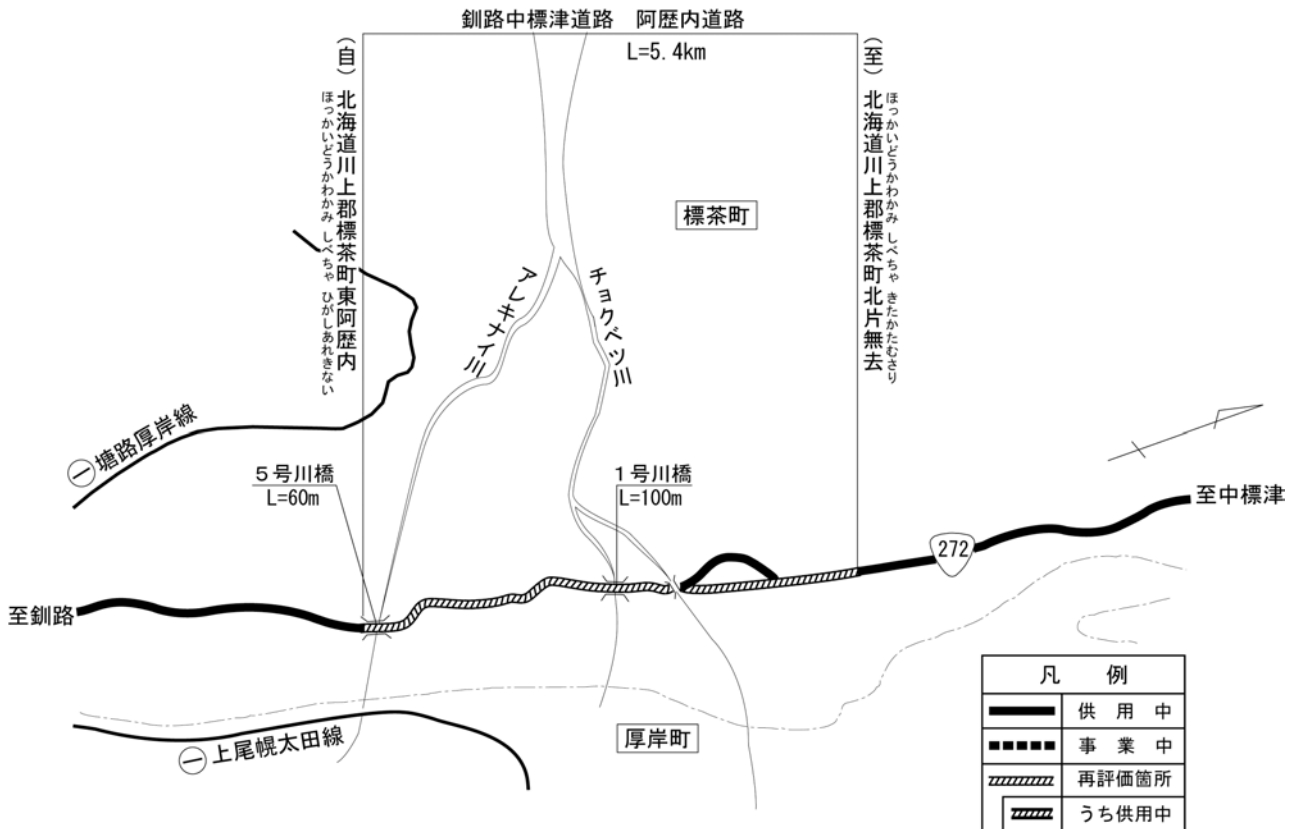 釧路中標津道路 阿歴内道路
L=5.4km
(自)北海道川上郡標茶町東阿歴内
ほっかいどうかわかみ しべちゃ ひがしあれきない
(至)北海道川上郡標茶町北片無去
ほっかいどうかわかみ しべちゃ きたかたむさり
標茶町
アレキナイ川
チョクベツ川
塘路厚岸線
5号川橋
L=60m
1号川橋
L=100m
至中標津
272
至釧路
上尾幌太田線
厚岸町
凡 例
供 用 中
事 業 中
再評価箇所
うち供用中